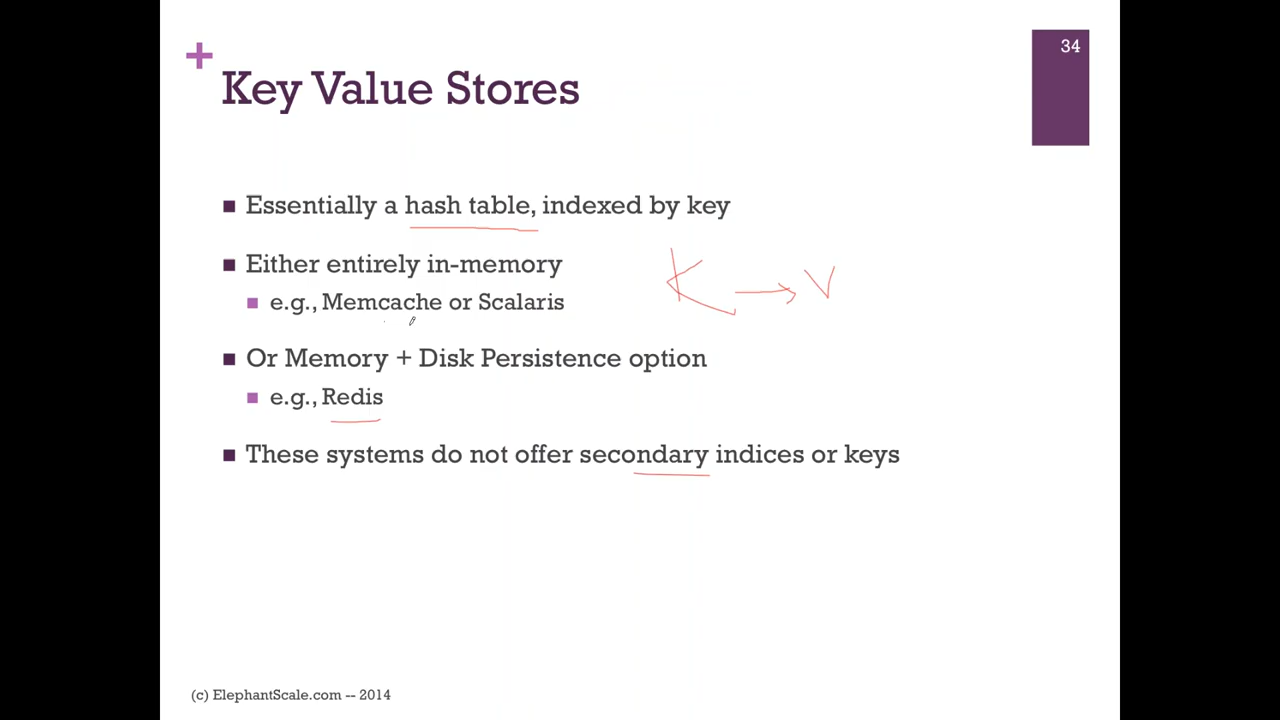 34
Key Value Stores
Essentially a hash table, indexed by key
Either entirely in-memory
e.g., Memcache or Scalaris
K → V
Or Memory + Disk Persistence option
e.g., Redis
These systems do not offer secondary indices or keys
(c) ElephantScale.com -- 2014